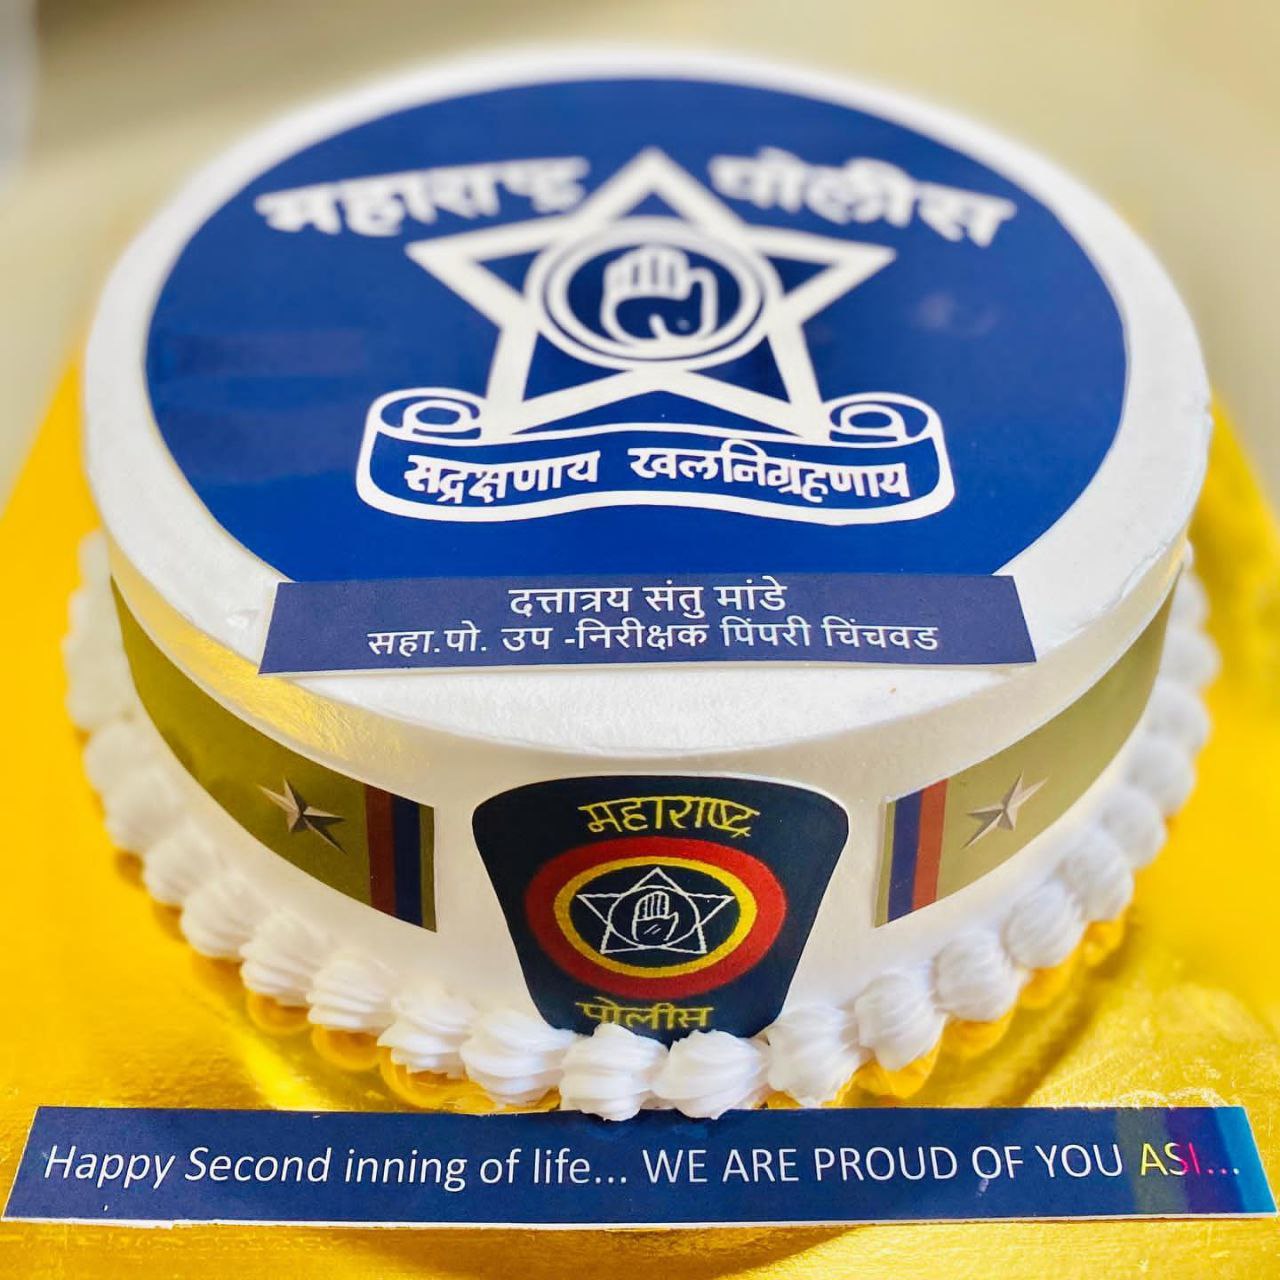 महाराष्ट्र पोलीस
सद्रक्षणाय खलनिग्रहणाय
दत्तात्रय संतु मांडे
सहा.पो. उप -निरीक्षक पिंपरी चिंचवड
महाराष्ट्र
पोलीस
Happy Second inning of life... WE ARE PROUD OF YOU ASI...